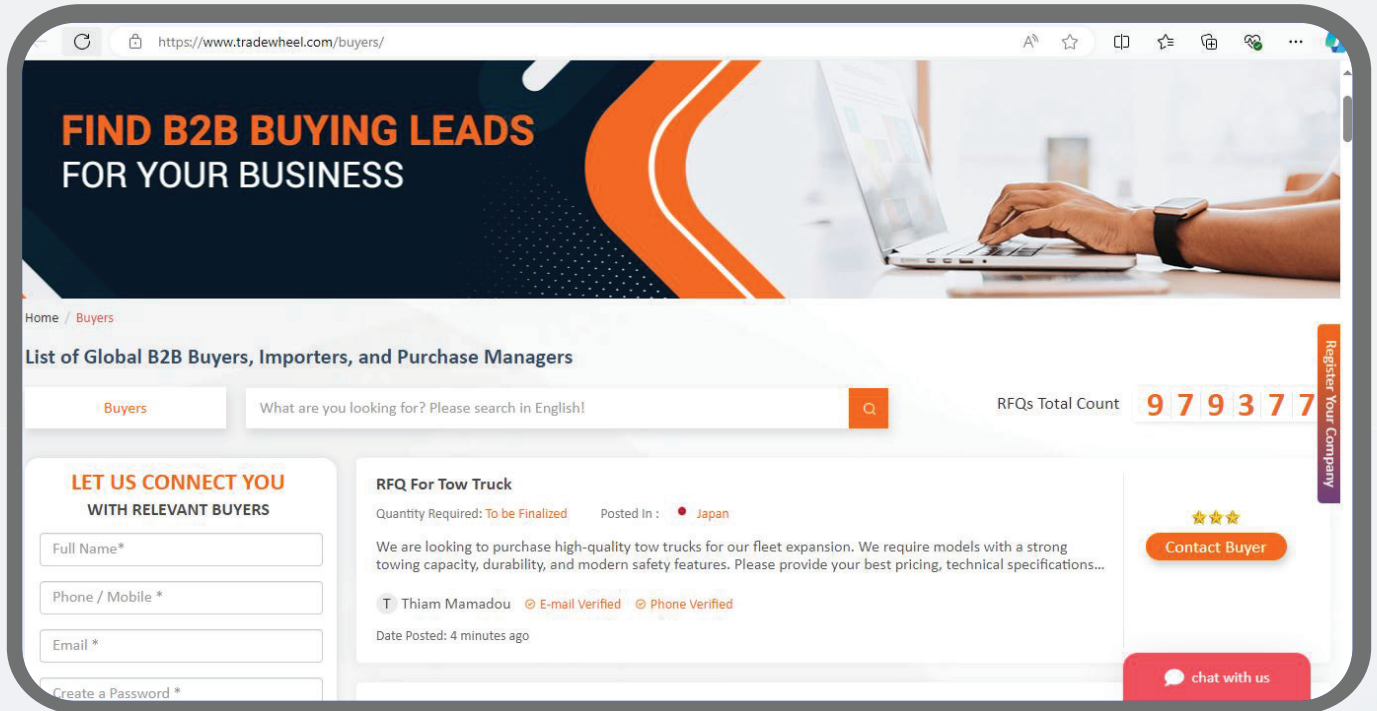 https://www.tradewheel.com/buyers/
FIND B2B BUYING LEADS
FOR YOUR BUSINESS
Home / Buyers
List of Global B2B Buyers, Importers, and Purchase Managers
Buyers
What are you looking for? Please search in English!
RFQs Total Count 9 7 9 3 7 7
Register Your Company
LET US CONNECT YOU
WITH RELEVANT BUYERS
Full Name*
Phone / Mobile *
Email *
Create a Password *
RFQ For Tow Truck
Quantity Required: To be Finalized Posted In : Japan
We are looking to purchase high-quality tow trucks for our fleet expansion. We require models with a strong
towing capacity, durability, and modern safety features. Please provide your best pricing, technical specifications...
T Thiam Mamadou E-mail Verified Phone Verified
Date Posted: 4 minutes ago
Contact Buyer
chat with us